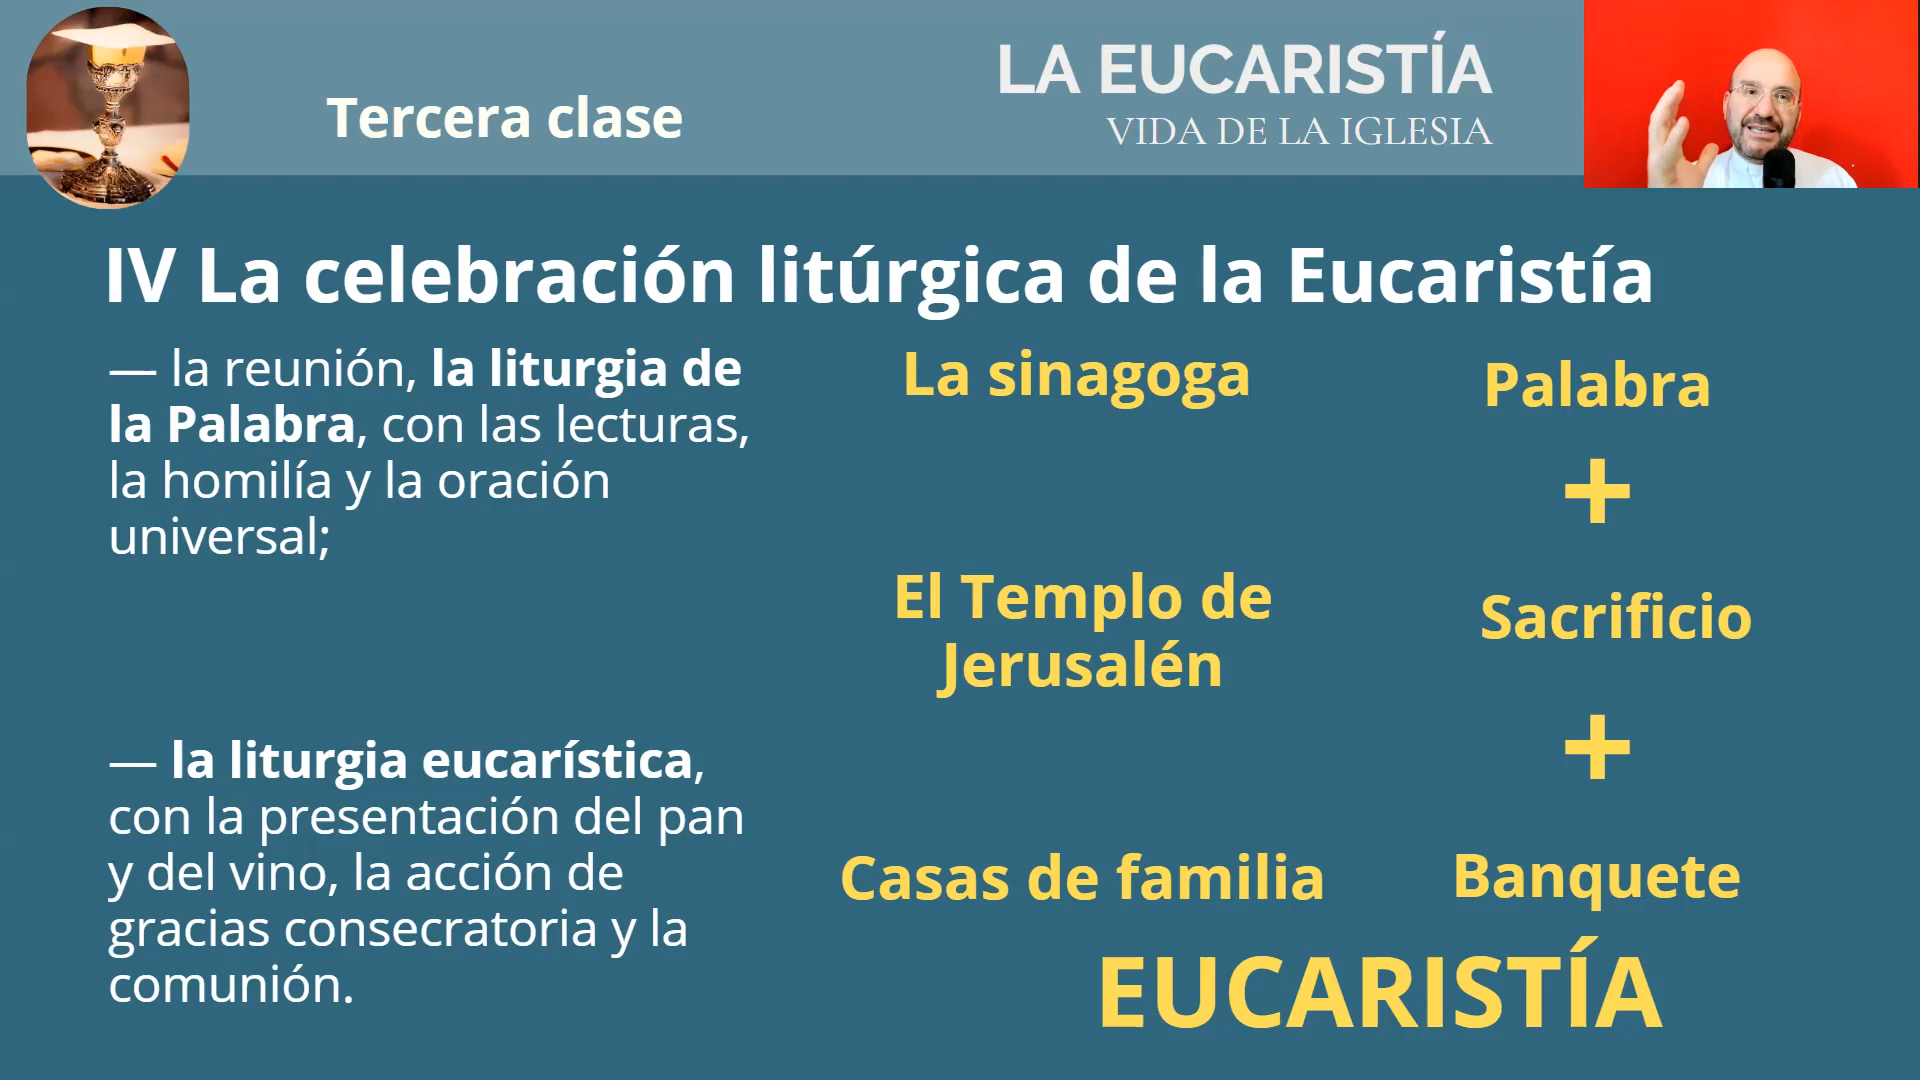 Tercera clase
LA EUCARISTÍA
VIDA DE LA IGLESIA
IV La celebración litúrgica de la Eucaristía
— la reunión, la liturgia de
la Palabra, con las lecturas,
la homilía y la oración
universal;
— la liturgia eucarística,
con la presentación del pan
y del vino, la acción de
gracias consecratoria y la
comunión.
La sinagoga
Palabra
+
El Templo de
Jerusalén
Sacrificio
+
Casas de familia
Banquete
EUCARISTÍA